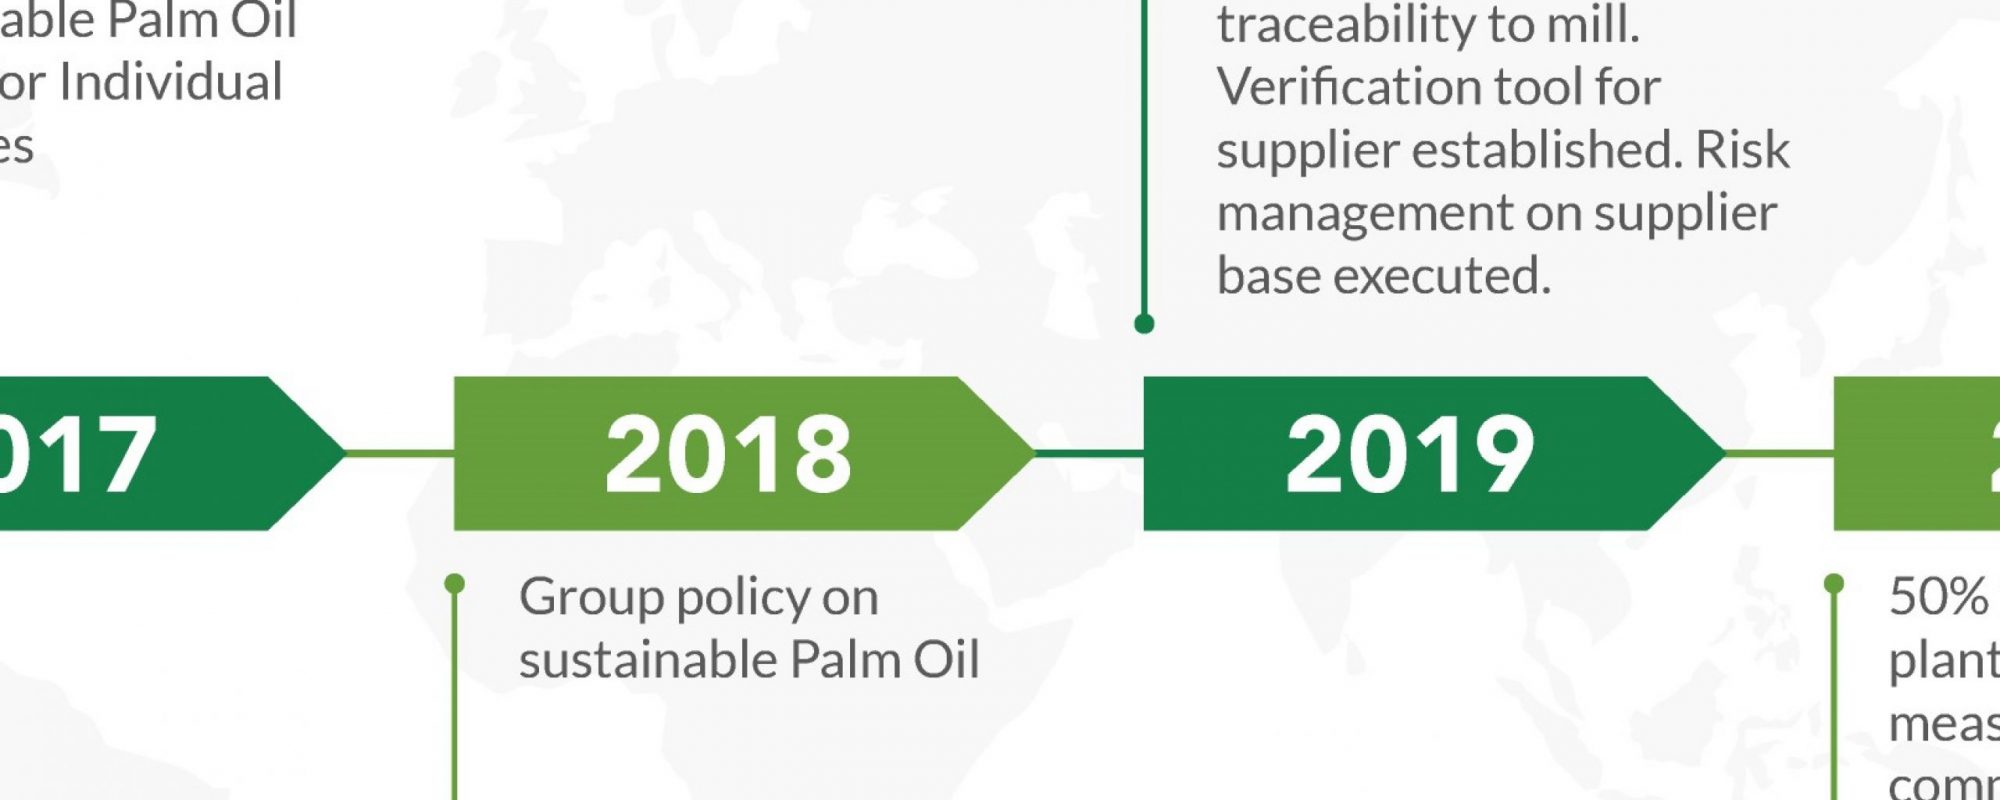 able Palm Oil
or Individual
es
traceability to mill.
Verification tool for
supplier established. Risk
management on supplier
base executed.
017
2018
2019
2
Group policy on
sustainable Palm Oil
50%
plant
meas
comm